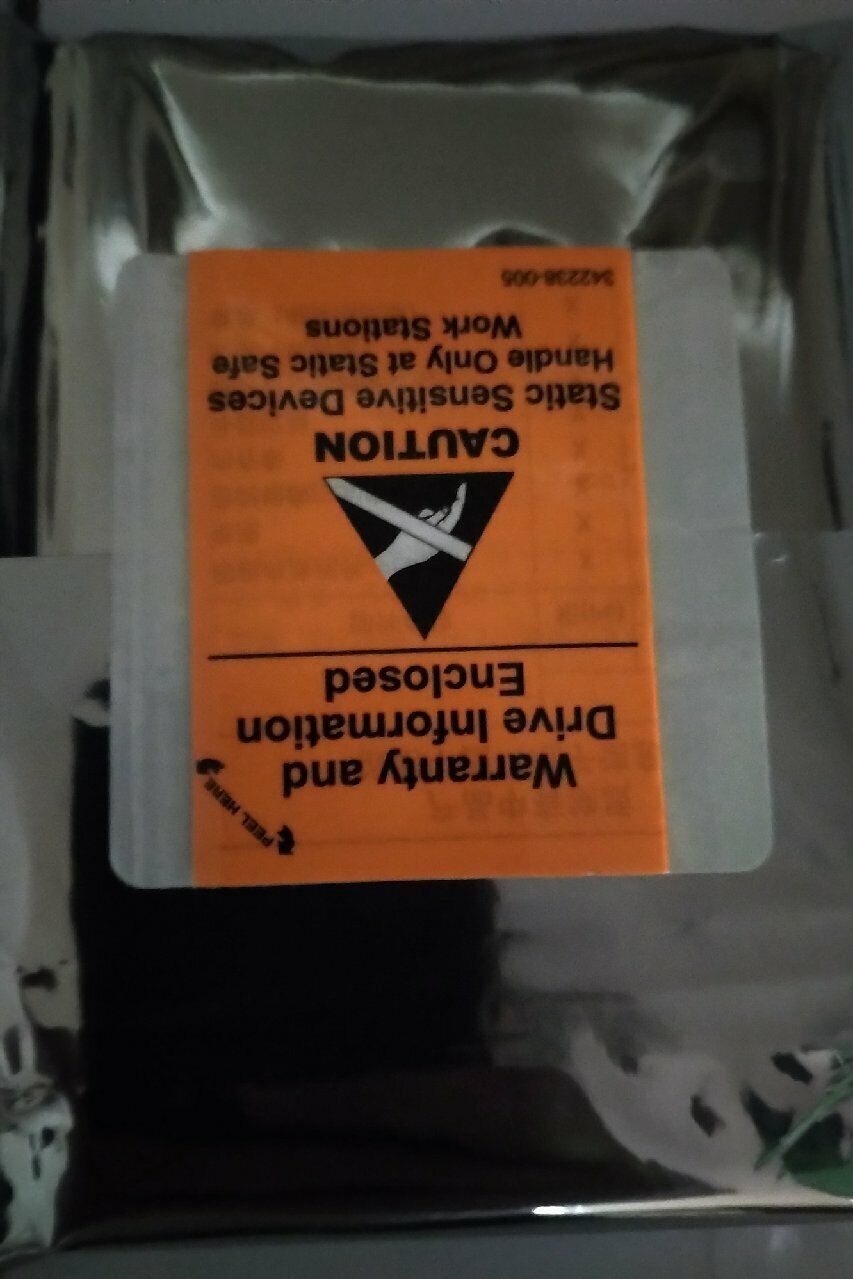 PEEL HERE
Warranty and
Drive Information
Enclosed
CAUTION
Static Sensitive Devices
Handle Only at Static Safe
Work Stations
342238-005